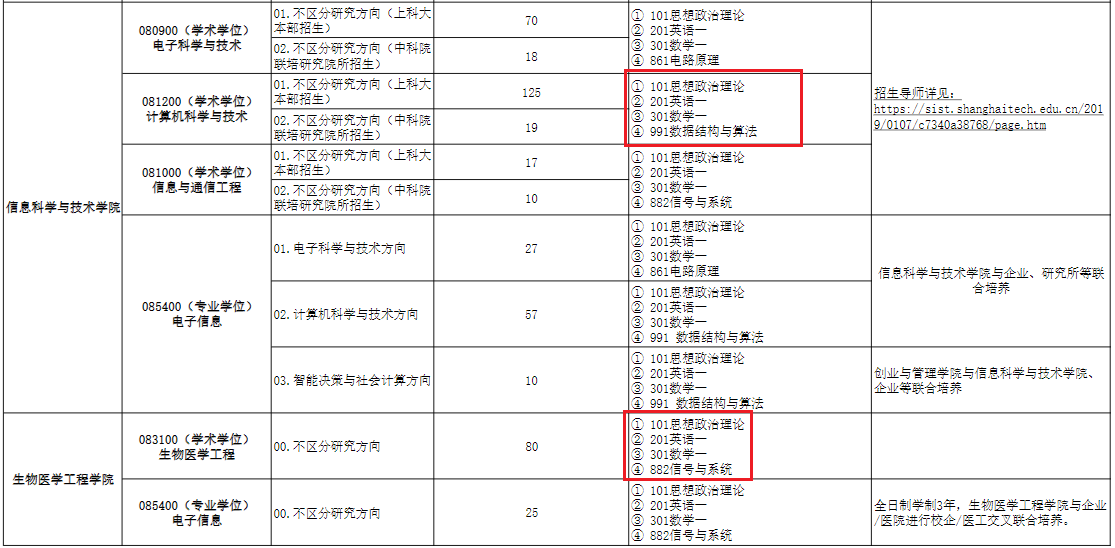 信息科学与技术学院
080900（学术学位）
电子科学与技术
01.不区分研究方向（上科大
本部招生）
70
02.不区分研究方向（中科院
联培研究院所招生）
18
① 101思想政治理论
② 201英语一
③ 301数学一
④ 861电路原理
招生导师详见：
https://sist.shanghaitech.edu.cn/201
9/0107/c7340a38768/page.htm
081200（学术学位）
计算机科学与技术
01.不区分研究方向（上科大
本部招生）
125
02.不区分研究方向（中科院
联培研究院所招生）
19
① 101思想政治理论
② 201英语一
③ 301数学一
④ 991数据结构与算法
081000（学术学位）
信息与通信工程
01.不区分研究方向（上科大
本部招生）
17
02.不区分研究方向（中科院
联培研究院所招生）
10
① 101思想政治理论
② 201英语一
③ 301数学一
④ 882信号与系统
085400（专业学位）
电子信息
01.电子科学与技术方向
27
① 101思想政治理论
② 201英语一
③ 301数学一
④ 861电路原理
信息科学与技术学院与企业、研究所等联
合培养
02.计算机科学与技术方向
57
① 101思想政治理论
② 201英语一
③ 301数学一
④ 991 数据结构与算法
03.智能决策与社会计算方向
10
① 101思想政治理论
② 201英语一
③ 301数学一
④ 991 数据结构与算法
创业与管理学院与信息科学与技术学院、
企业等联合培养
生物医学工程学院
083100（学术学位）
生物医学工程
00.不区分研究方向
80
① 101思想政治理论
② 201英语一
③ 301数学一
④ 882信号与系统
085400（专业学位）
电子信息
00.不区分研究方向
25
① 101思想政治理论
② 201英语一
③ 301数学一
④ 882信号与系统
全日制学制3年，生物医学工程学院与企业
/医院进行校企/医工交叉联合培养。